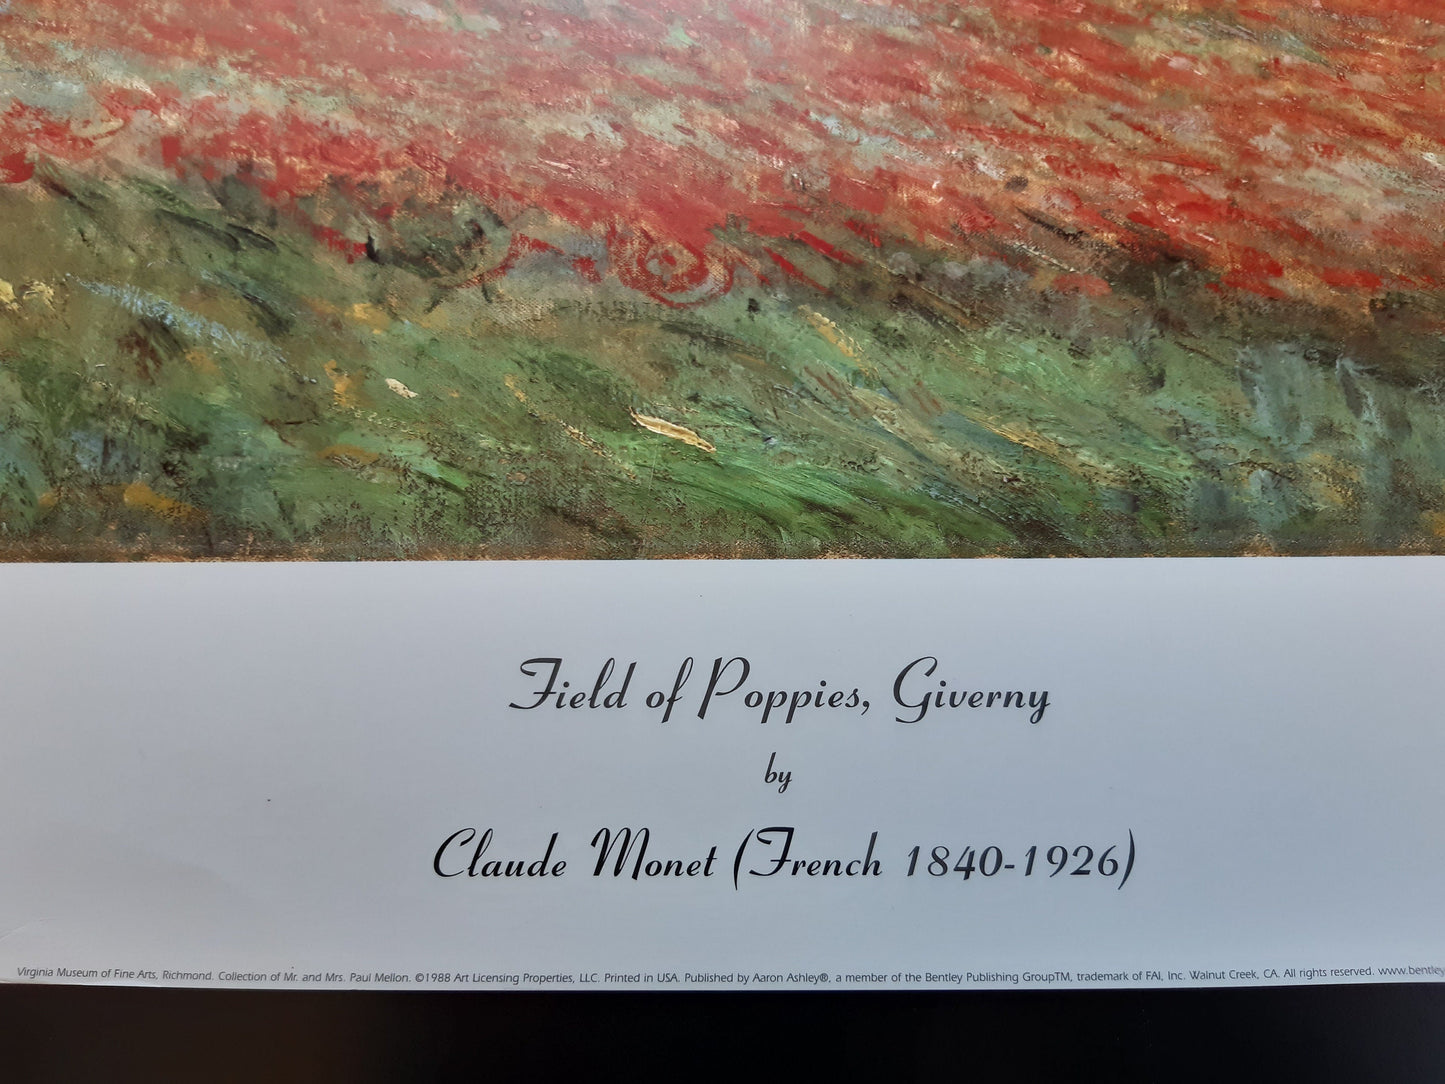 Field of Poppies, Giverny
by
Claude Monet (French 1840-1926)
Virginia Museum of Fine Arts, Richmond. Collection of Mr. and Mrs. Paul Mellon. ©1988 Art Licensing Properties, LLC. Printed in USA. Published by Aaron Ashley®, a member of the Bentley Publishing GroupTM, trademark of FAI, Inc. Walnut Creek, CA. All rights reserved. www.bentley